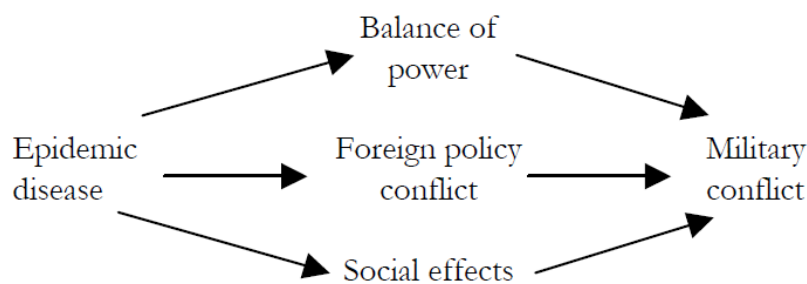 Balance of
power
Epidemic
disease
Foreign policy
conflict
Military
conflict
Social effects